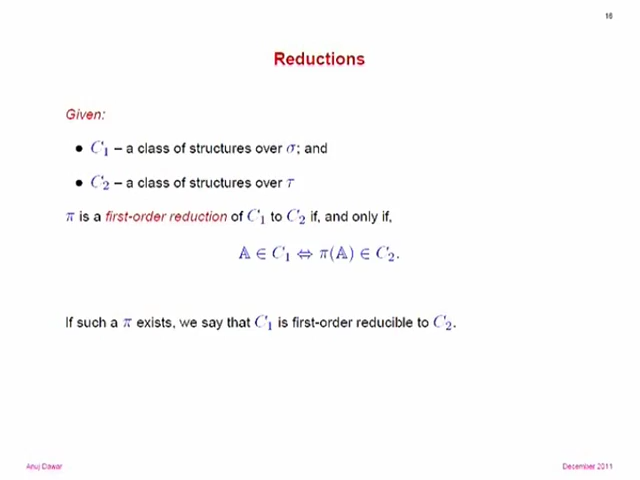 16
Reductions
Given:
• C₁ – a class of structures over σ; and
• C₂ – a class of structures over τ
π is a first-order reduction of C₁ to C₂ if, and only if,
𝔸 ∈ C₁ ⇔ π(𝔸) ∈ C₂.
If such a π exists, we say that C₁ is first-order reducible to C₂.
Anuj Dawar
December 2011